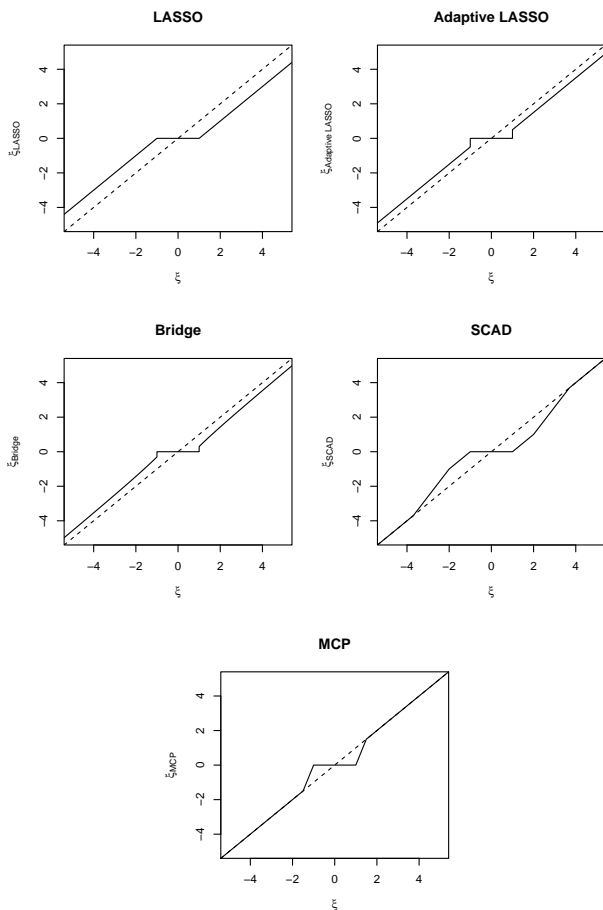 LASSO
4
2
0
−2
−4
ξLASSO
−4 −2 0 2 4
ξ
Adaptive LASSO
4
2
0
−2
−4
ξAdaptive LASSO
−4 −2 0 2 4
ξ
Bridge
4
2
0
−2
−4
ξBridge
−4 −2 0 2 4
ξ
SCAD
4
2
0
−2
−4
ξSCAD
−4 −2 0 2 4
ξ
MCP
4
2
0
−2
−4
ξMCP
−4 −2 0 2 4
ξ